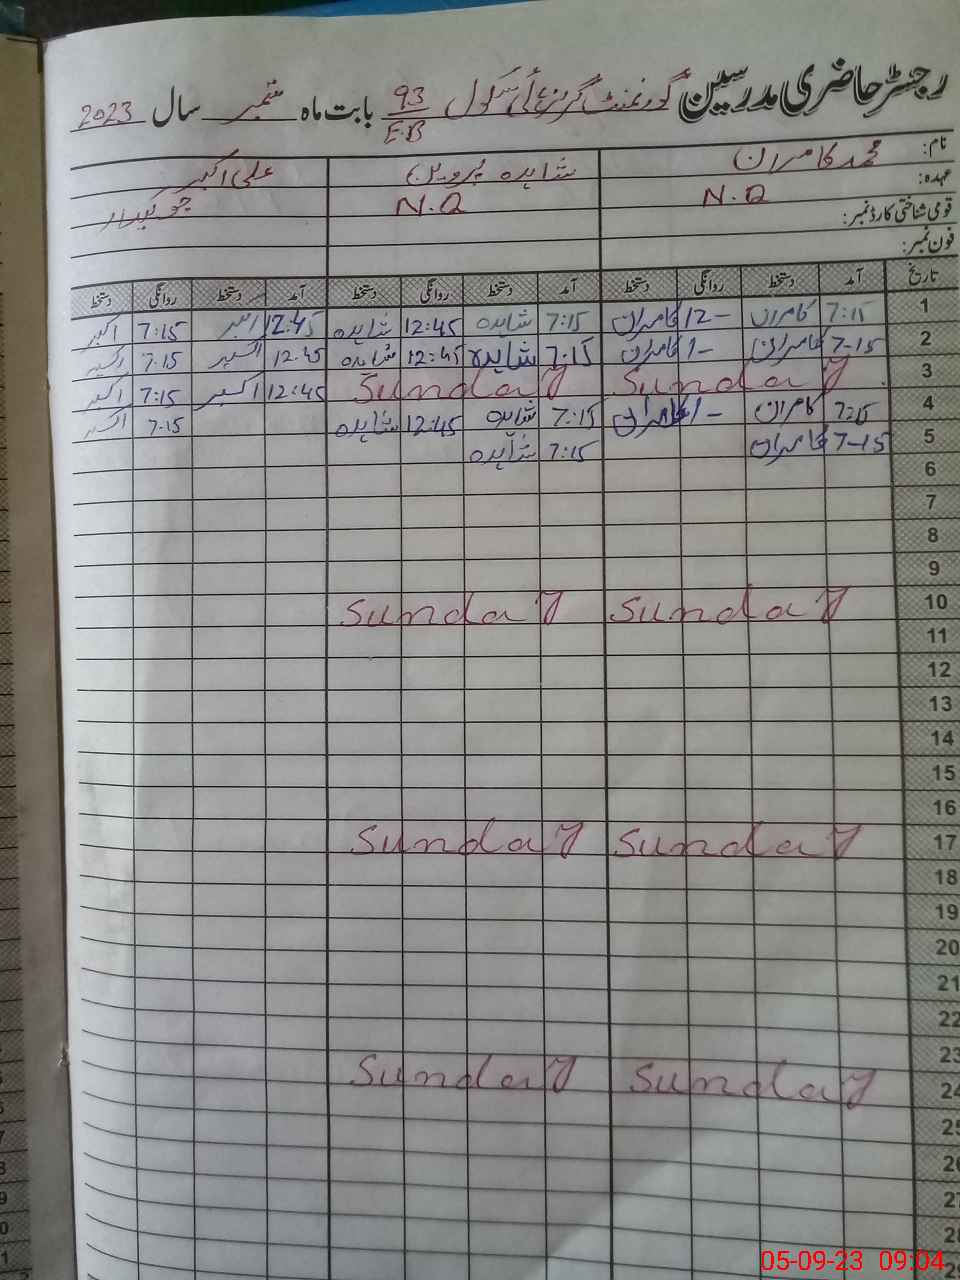 رجسٹر حاضری مدرسین گورنمنٹ گرلز ہائی سکول 93/E.B بابت ماہ ستمبر سال 2023
نام: محمد کامران شاہدہ پروین علی اکبر
عہدہ: N.Q N.Q چوکیدار
قومی شناختی کارڈ نمبر:
فون نمبر:
تاریخ آمد دستخط روانگی دستخط آمد دستخط روانگی دستخط آمد دستخط روانگی دستخط
1 7:15 کامران 12- کامران 7:15 شاہدہ 12:45 شاہدہ 12:45 اکبر 7:15 اکبر
2 7-15 کامران 1- کامران 7:15 شاہدہ 12:45 شاہدہ 12:45 اکبر 7:15 اکبر
3 Sunday Sunday 12:45 اکبر 7:15 اکبر
4 7:15 کامران 1- کامران 7:15 شاہدہ 12:45 شاہدہ 7:15 اکبر
5 7-15 کامران 7:15 شاہدہ
6
7
8
9
10 Sunday Sunday
11
12
13
14
15
16
17 Sunday Sunday
18
19
20
21
22
23
24 Sunday Sunday
25
26
27
28
29
05-09-23 09:04